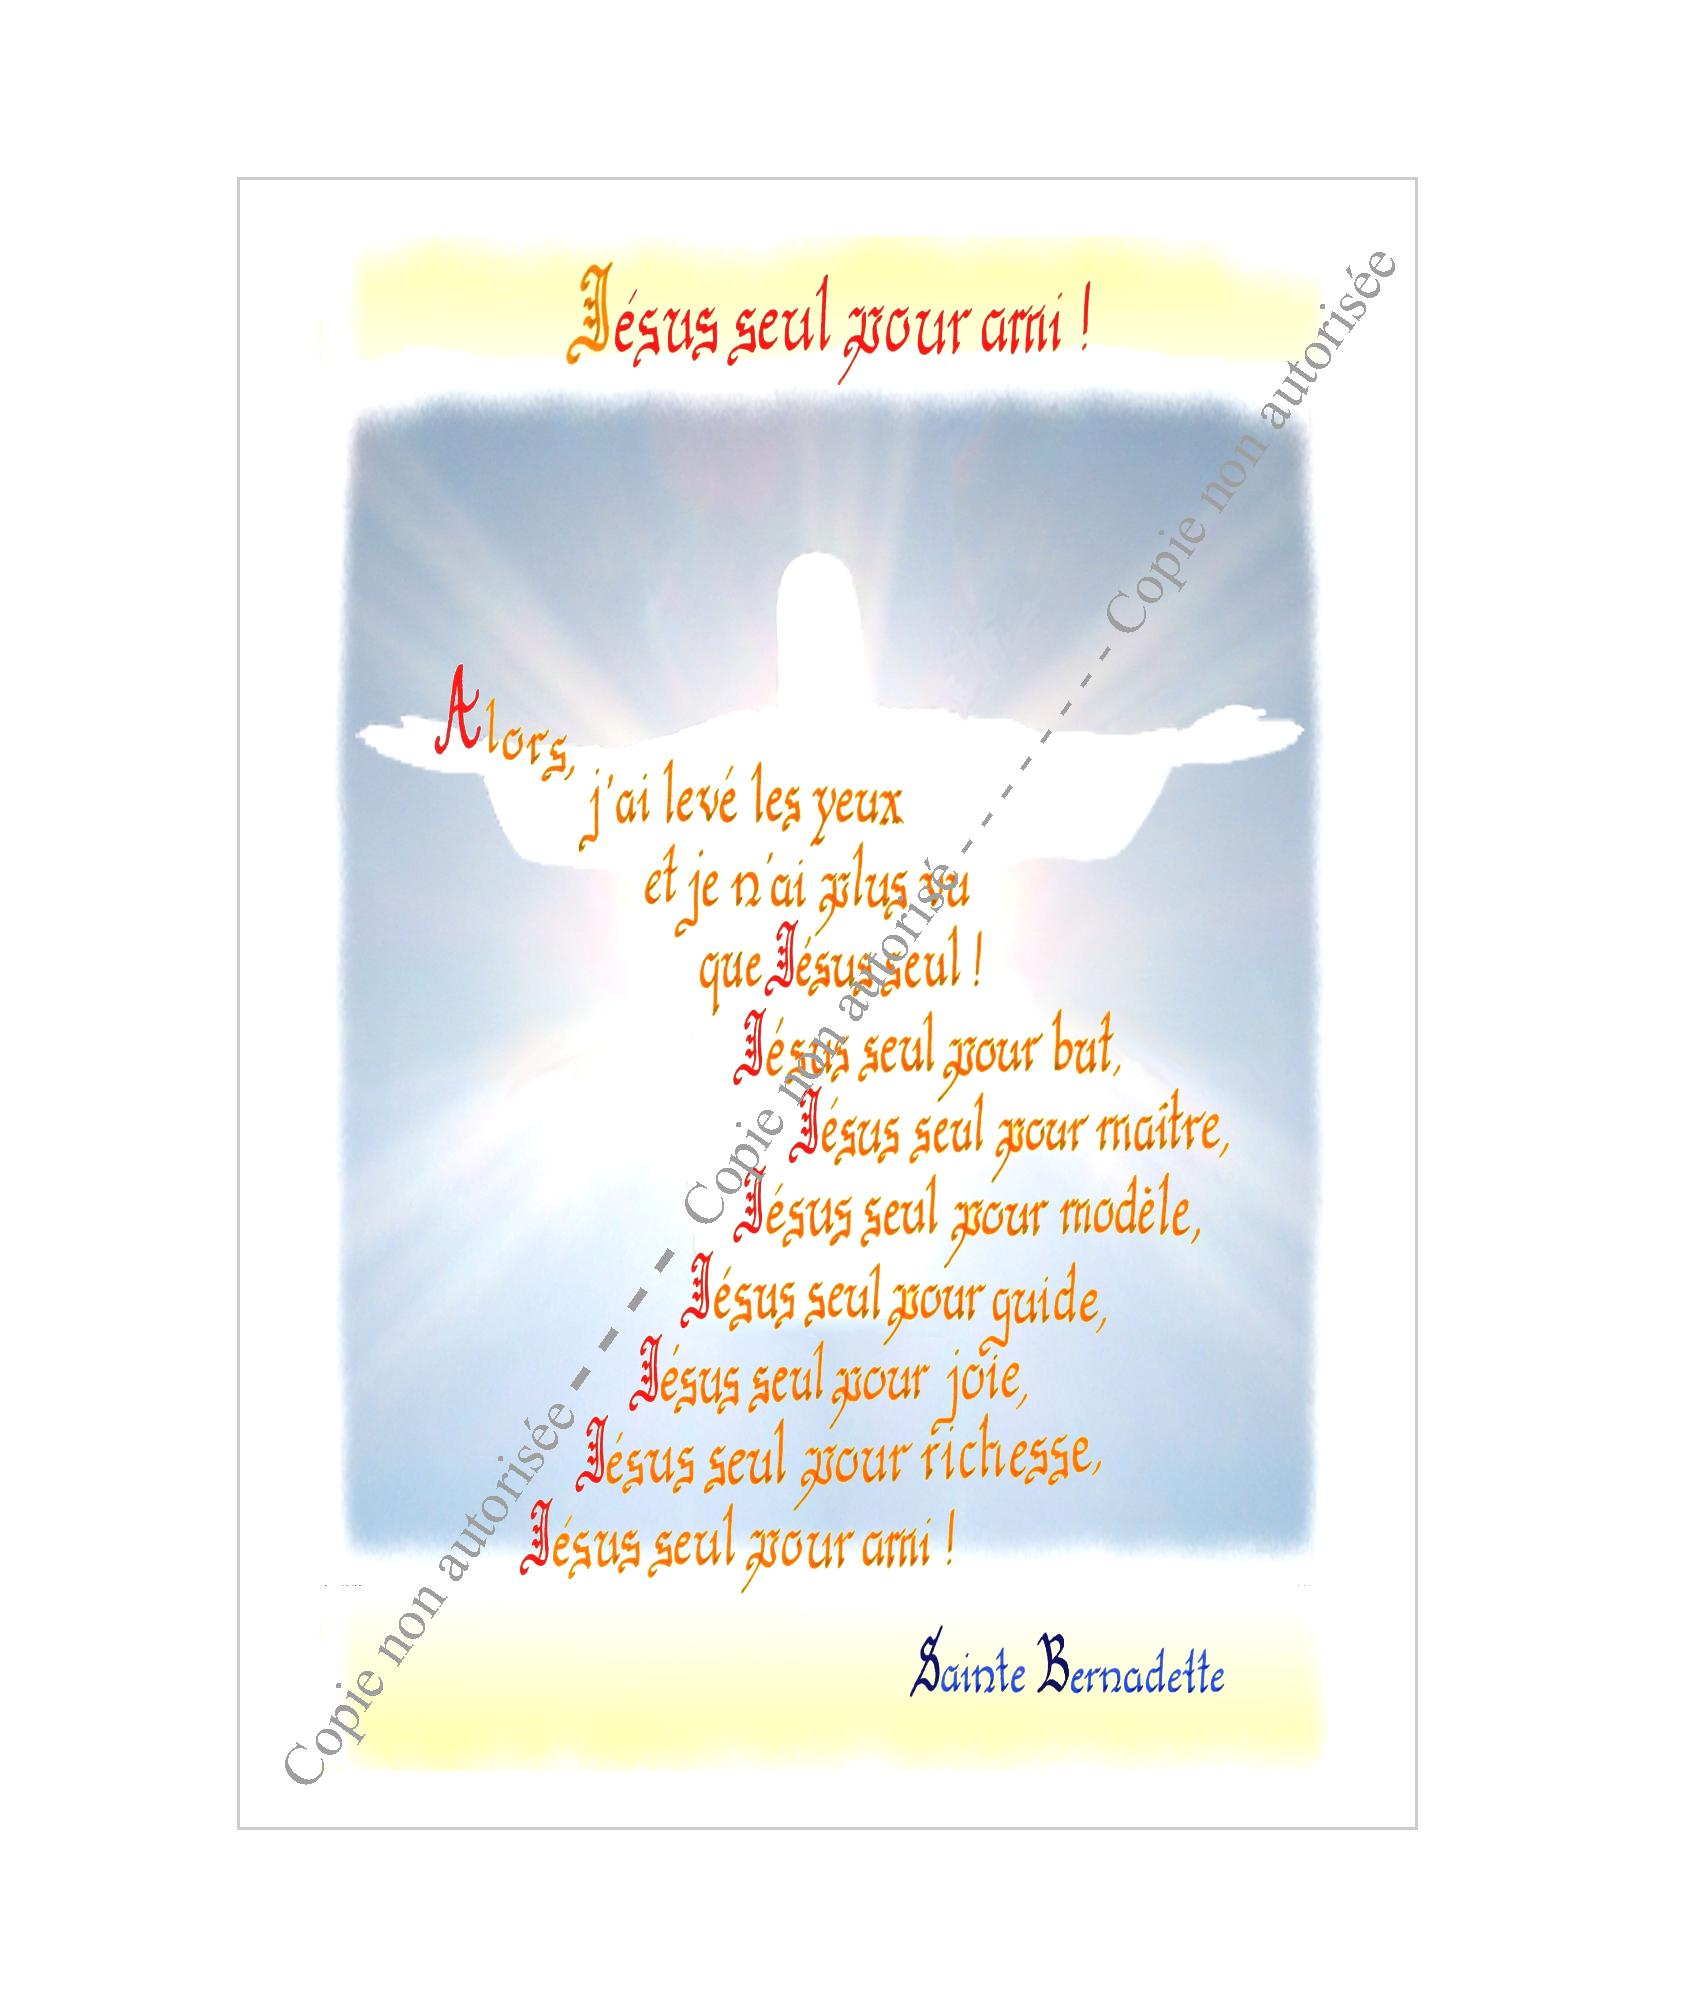 Jésus seul pour ami !
Alors,
j'ai levé les yeux
et je n'ai plus vu
que Jésus seul !
Jésus seul pour but,
Jésus seul pour maître,
Jésus seul pour modèle,
Jésus seul pour guide,
Jésus seul pour joie,
Jésus seul pour richesse,
Jésus seul pour ami !
Sainte Bernadette
Copie non autorisée - - - - Copie non autorisé - - - - - - - - Copie non autorisée